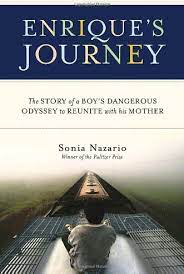 ENRIQUE'S
JOURNEY
The STORY of a BOY'S DANGEROUS
ODYSSEY to REUNITE with his MOTHER
Sonia Nazario
Winner of the Pulitzer Prize